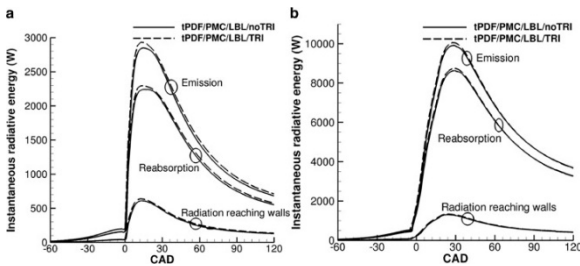 a
tPDF/PMC/LBL/noTRI
tPDF/PMC/LBL/TRI
Instantaneous radiative energy (W)
3000
2500
2000
1500
1000
500
0
Emission
Reabsorption
Radiation reaching walls
-60 -30 0 30 60 90 120
CAD
b
tPDF/PMC/LBL/noTRI
tPDF/PMC/LBL/TRI
Instantaneous radiative energy (W)
10000
8000
6000
4000
2000
0
Emission
Reabsorption
Radiation reaching walls
-60 -30 0 30 60 90 120
CAD